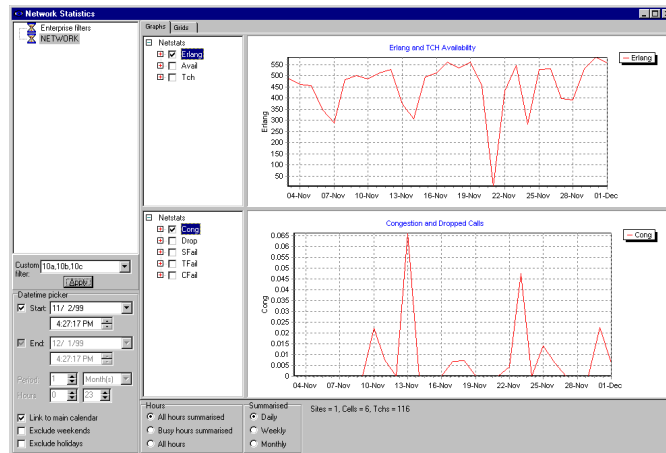 Network Statistics
Enterprise filters
NETWORK
Custom filter: 10a,10b,10c
Apply
Datetime picker
Start 11/ 2/99
4:27:17 PM
End 12/ 1/99
4:27:17 PM
Period 1 Month(s)
Hours 0 23
Link to main calendar
Exclude weekends
Exclude holidays
Graphs Grids
Netstats
Erlang
Avail
Tch
Erlang and TCH Availability
Erlang
550
500
450
400
350
300
250
200
150
100
50
Erlang
04-Nov 07-Nov 10-Nov 13-Nov 16-Nov 19-Nov 22-Nov 25-Nov 28-Nov 01-Dec
Netstats
Cong
Drop
SFail
TFail
CFail
Congestion and Dropped Calls
Cong
0.065
0.06
0.055
0.05
0.045
0.04
0.035
0.03
0.025
0.02
0.015
0.01
0.005
0
Cong
04-Nov 07-Nov 10-Nov 13-Nov 16-Nov 19-Nov 22-Nov 25-Nov 28-Nov 01-Dec
Hours
All hours summarised
Busy hours summarised
All hours
Summarised
Daily
Weekly
Monthly
Sites = 1, Cells = 6, Tchs = 116